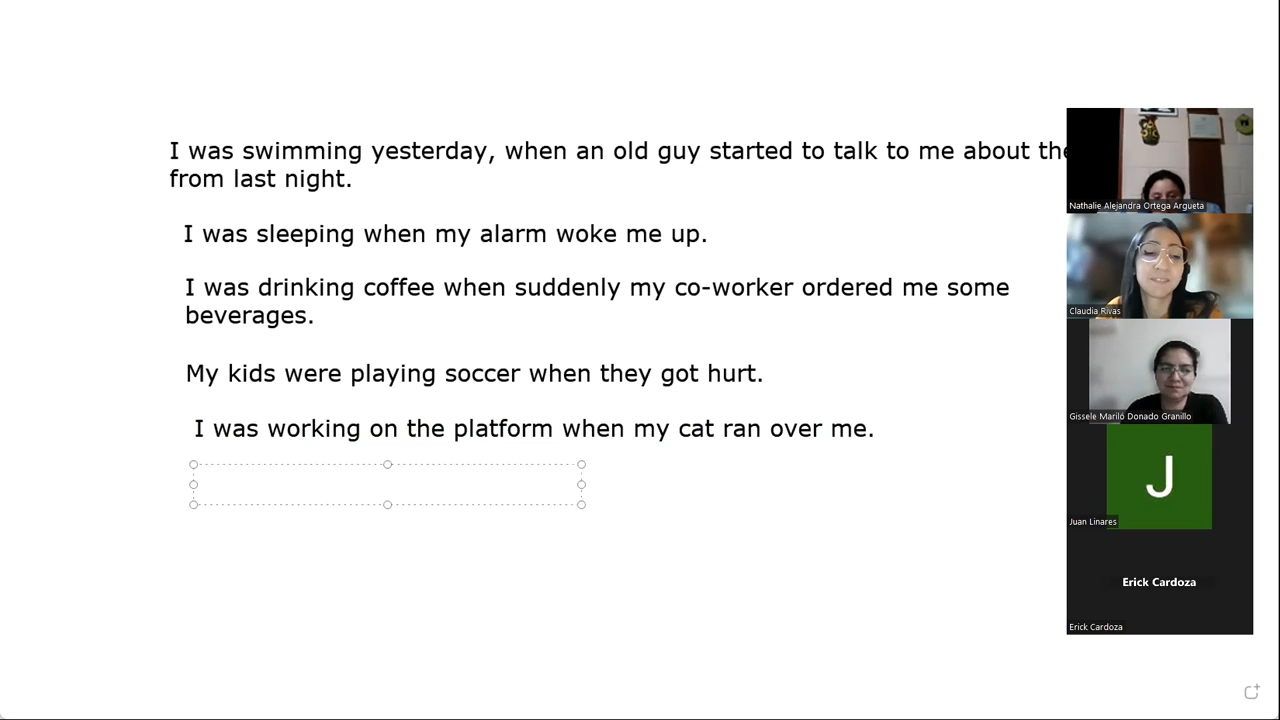 I was swimming yesterday, when an old guy started to talk to me about the
from last night.
I was sleeping when my alarm woke me up.
I was drinking coffee when suddenly my co-worker ordered me some
beverages.
My kids were playing soccer when they got hurt.
I was working on the platform when my cat ran over me.
Nathalie Alejandra Ortega Argueta
Claudia Rivas
Gissele Mariló Donado Granillo
J
Juan Linares
Erick Cardoza
Erick Cardoza